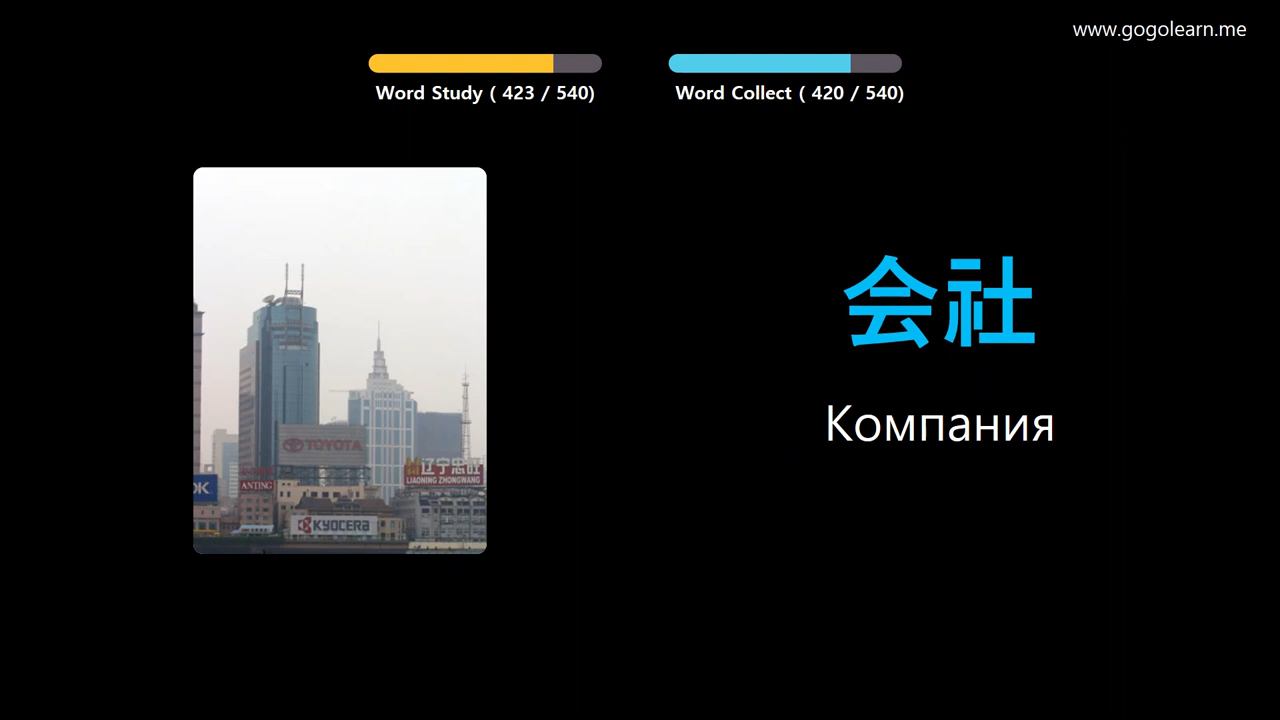 www.gogolearn.me
Word Study ( 423 / 540)
Word Collect ( 420 / 540)
会社
Компания
TOYOTA
辽宁忠旺
LIAONING ZHONGWANG
OK
ANTING
KYOCERA